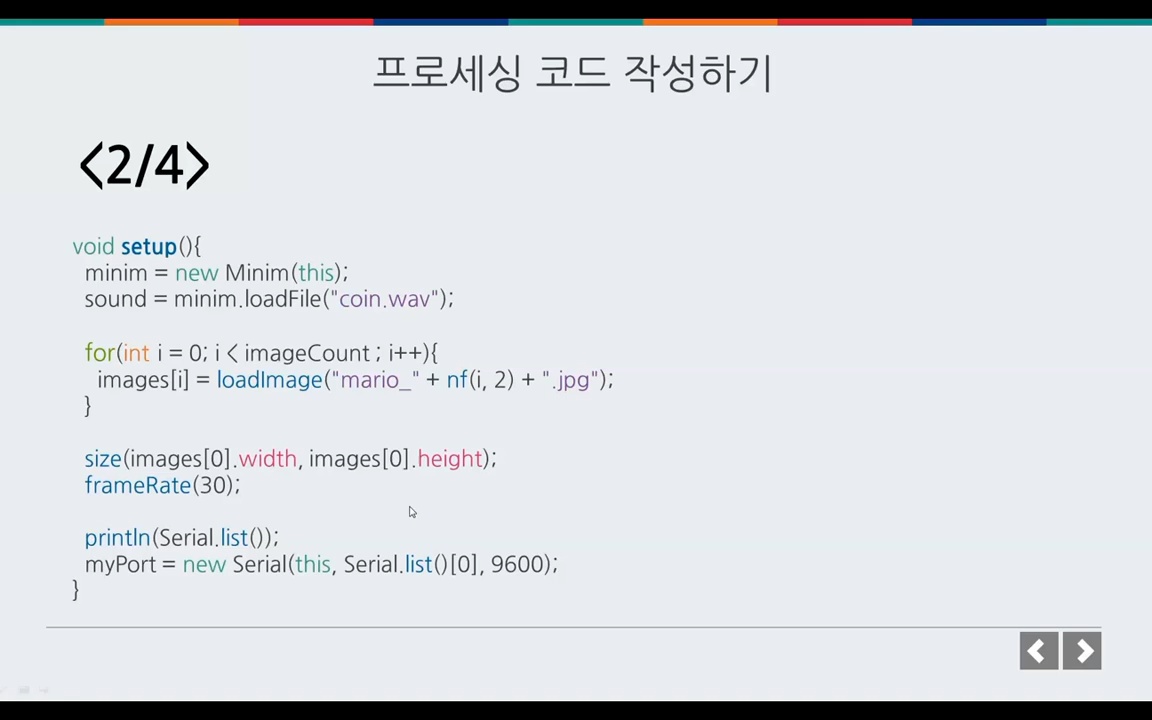 프로세싱 코드 작성하기
<2/4>
void setup(){
minim = new Minim(this);
sound = minim.loadFile("coin.wav");
for(int i = 0; i < imageCount ; i++){
images[i] = loadImage("mario_" + nf(i, 2) + ".jpg");
}
size(images[0].width, images[0].height);
frameRate(30);
println(Serial.list());
myPort = new Serial(this, Serial.list()[0], 9600);
}